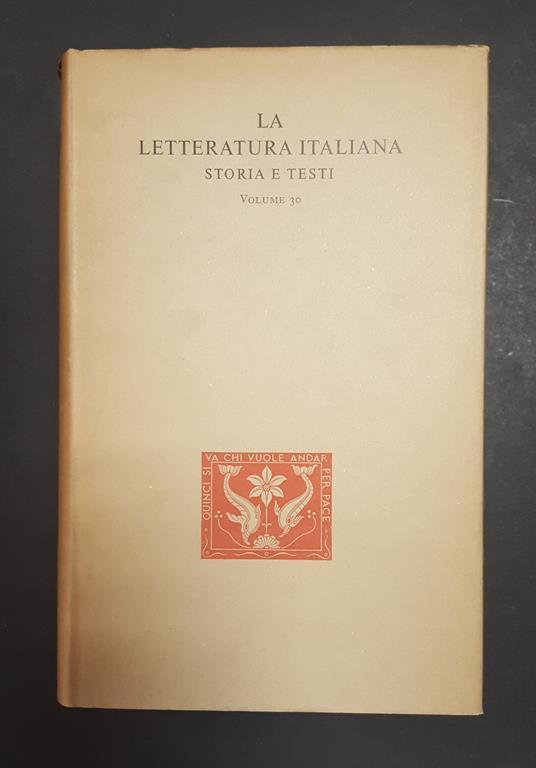 LA
LETTERATURA ITALIANA
STORIA E TESTI
VOLUME 30
QUINCI SI
VA CHI VUOLE ANDAR
PER PACE